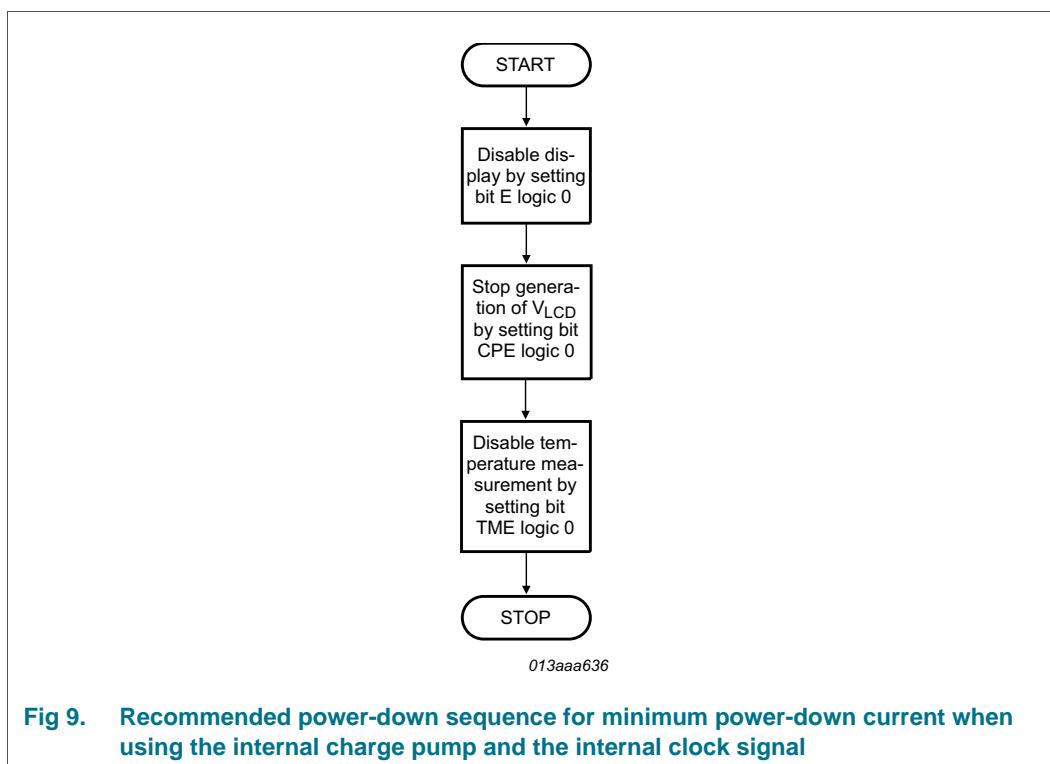 START
Disable dis-
play by setting
bit E logic 0
Stop genera-
tion of VLCD
by setting bit
CPE logic 0
Disable tem-
perature mea-
surement by
setting bit
TME logic 0
STOP
013aaa636
Fig 9. Recommended power-down sequence for minimum power-down current when
using the internal charge pump and the internal clock signal